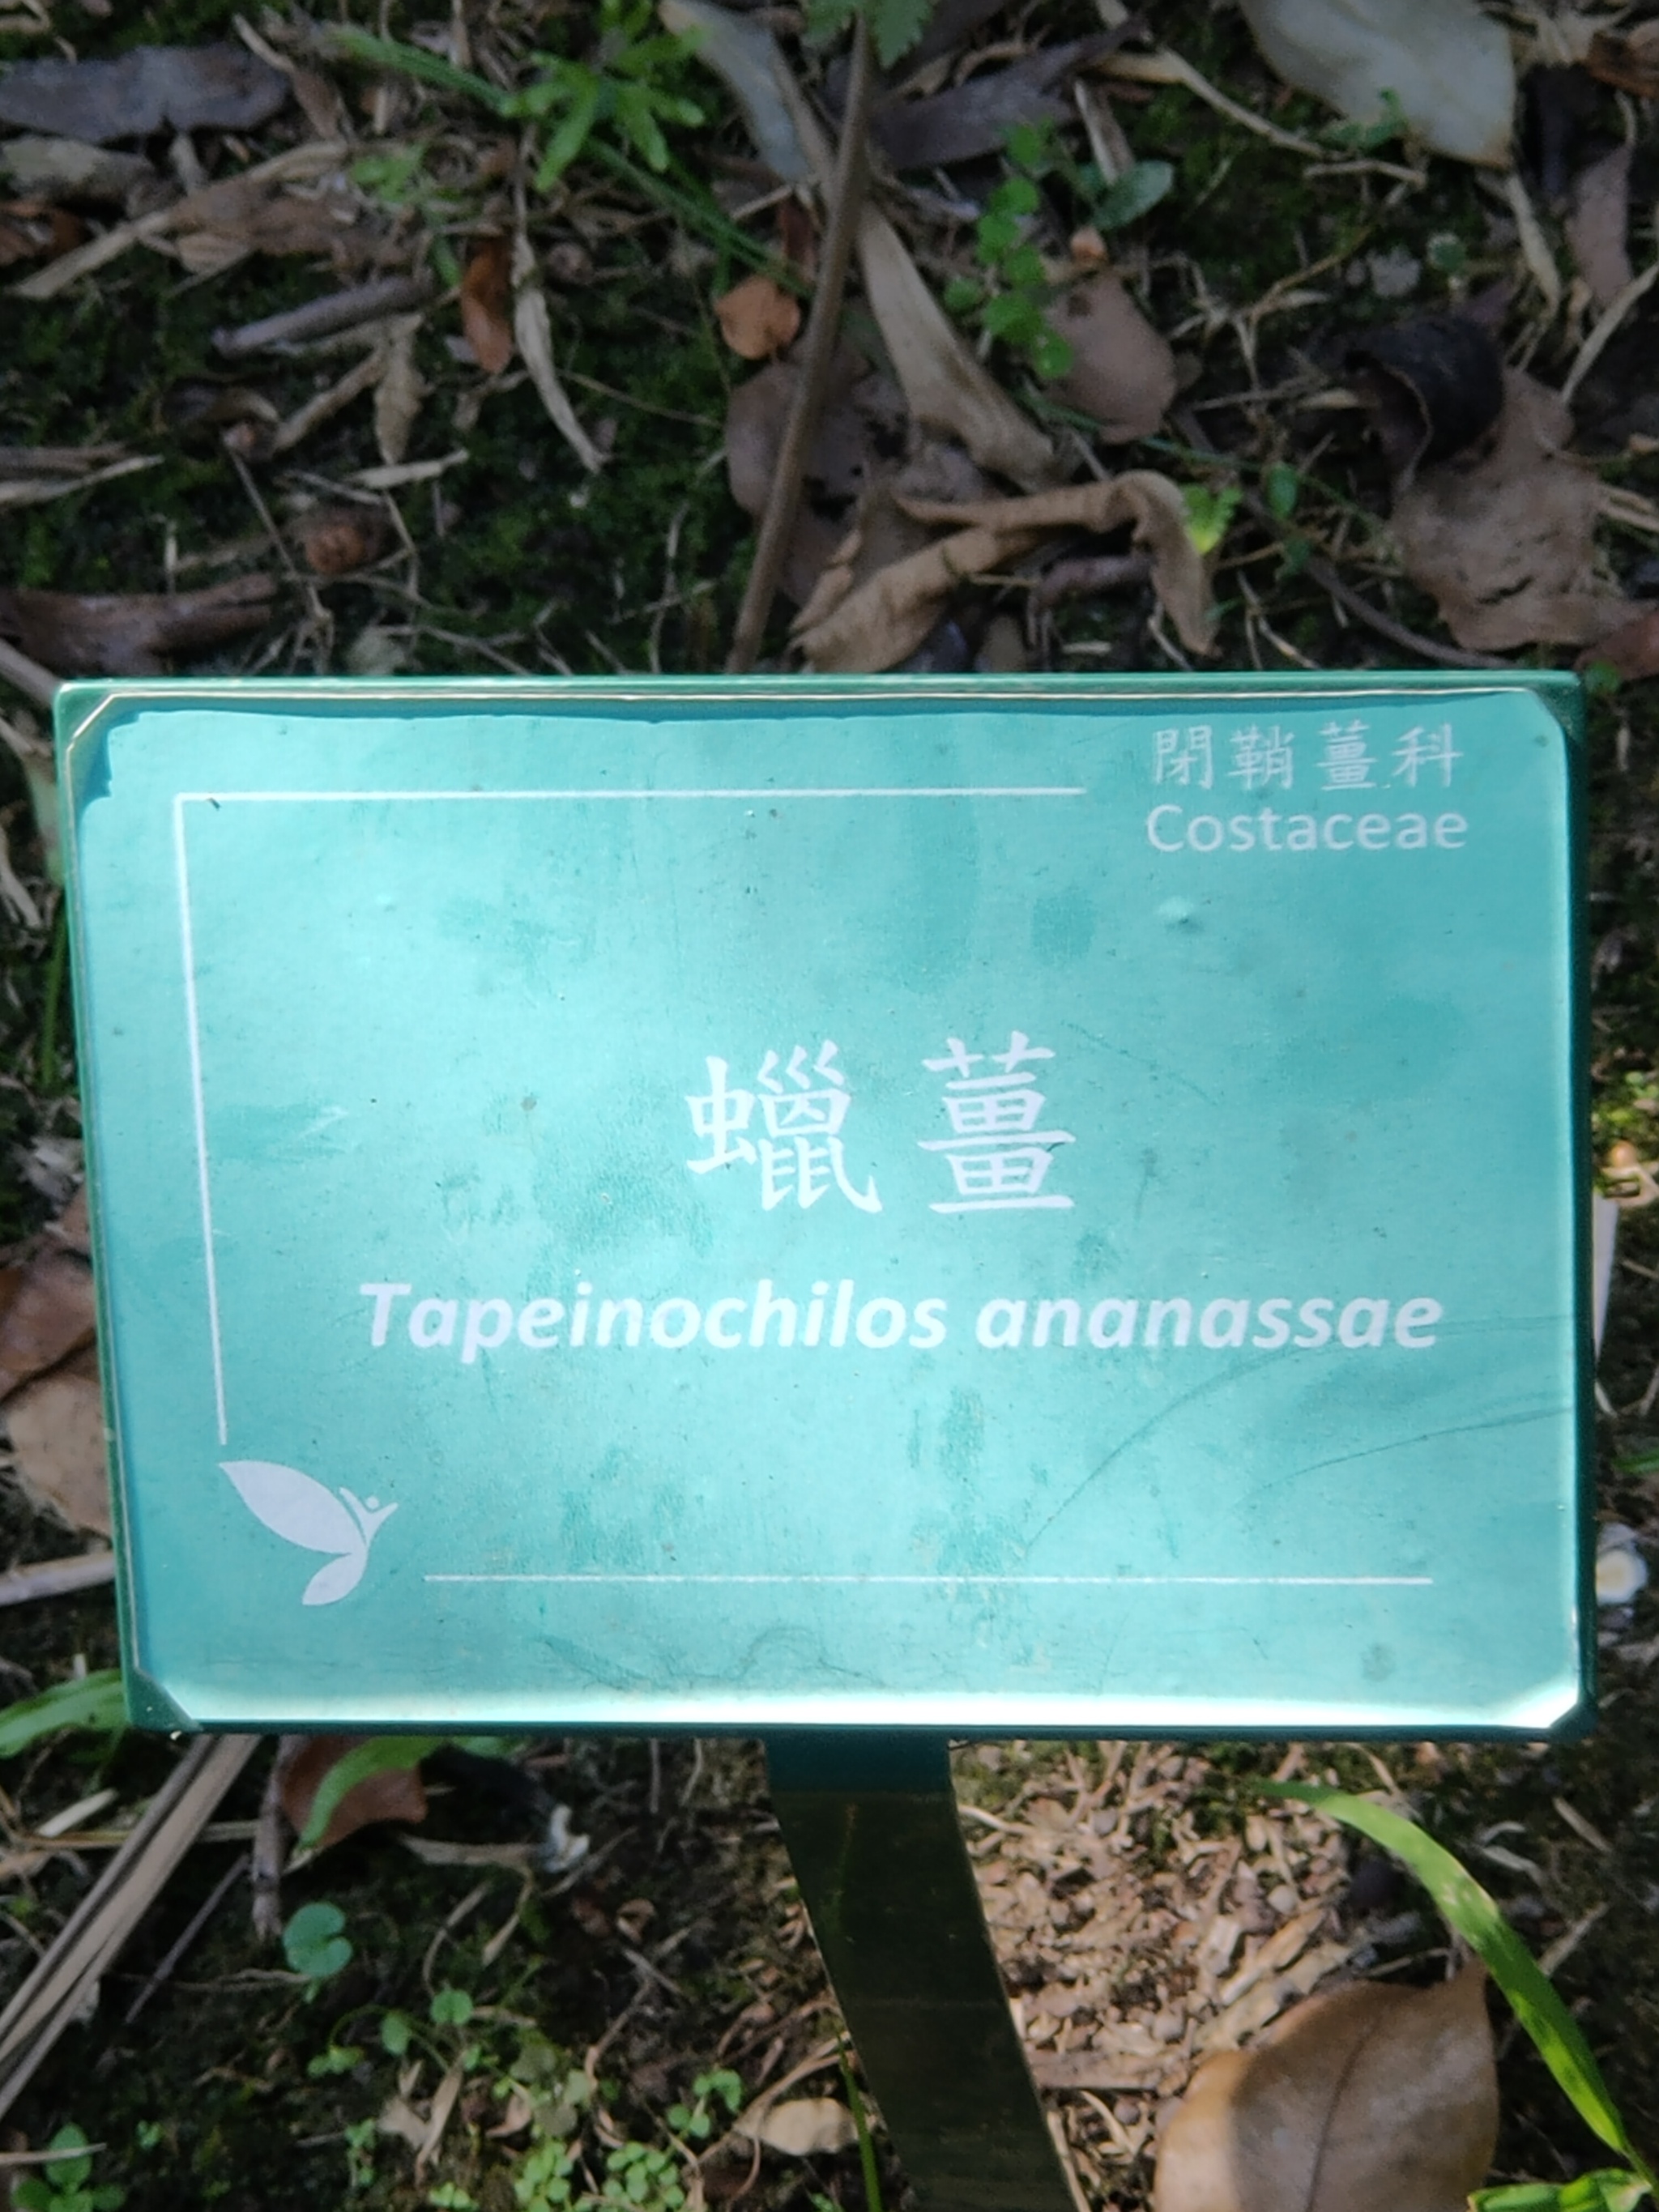 閉鞘薑科
Costaceae
蠟薑
Tapeinochilos ananassae